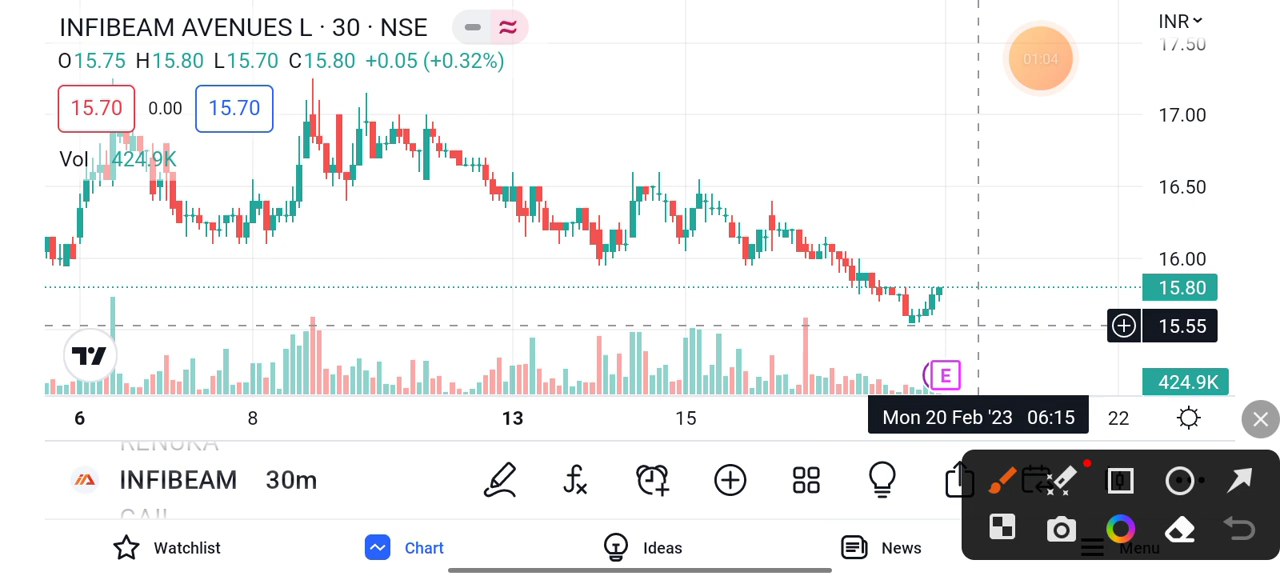 INFIBEAM AVENUES L · 30 · NSE
INR
01:04
17.50
O15.75 H15.80 L15.70 C15.80 +0.05 (+0.32%)
15.70 0.00 15.70
17.00
Vol 424.9K
16.50
16.00
15.80
15.55
E
424.9K
6 8 13 15 Mon 20 Feb '23 06:15 22
RENUKA
INFIBEAM 30m
GAIL
Watchlist Chart Ideas News Menu